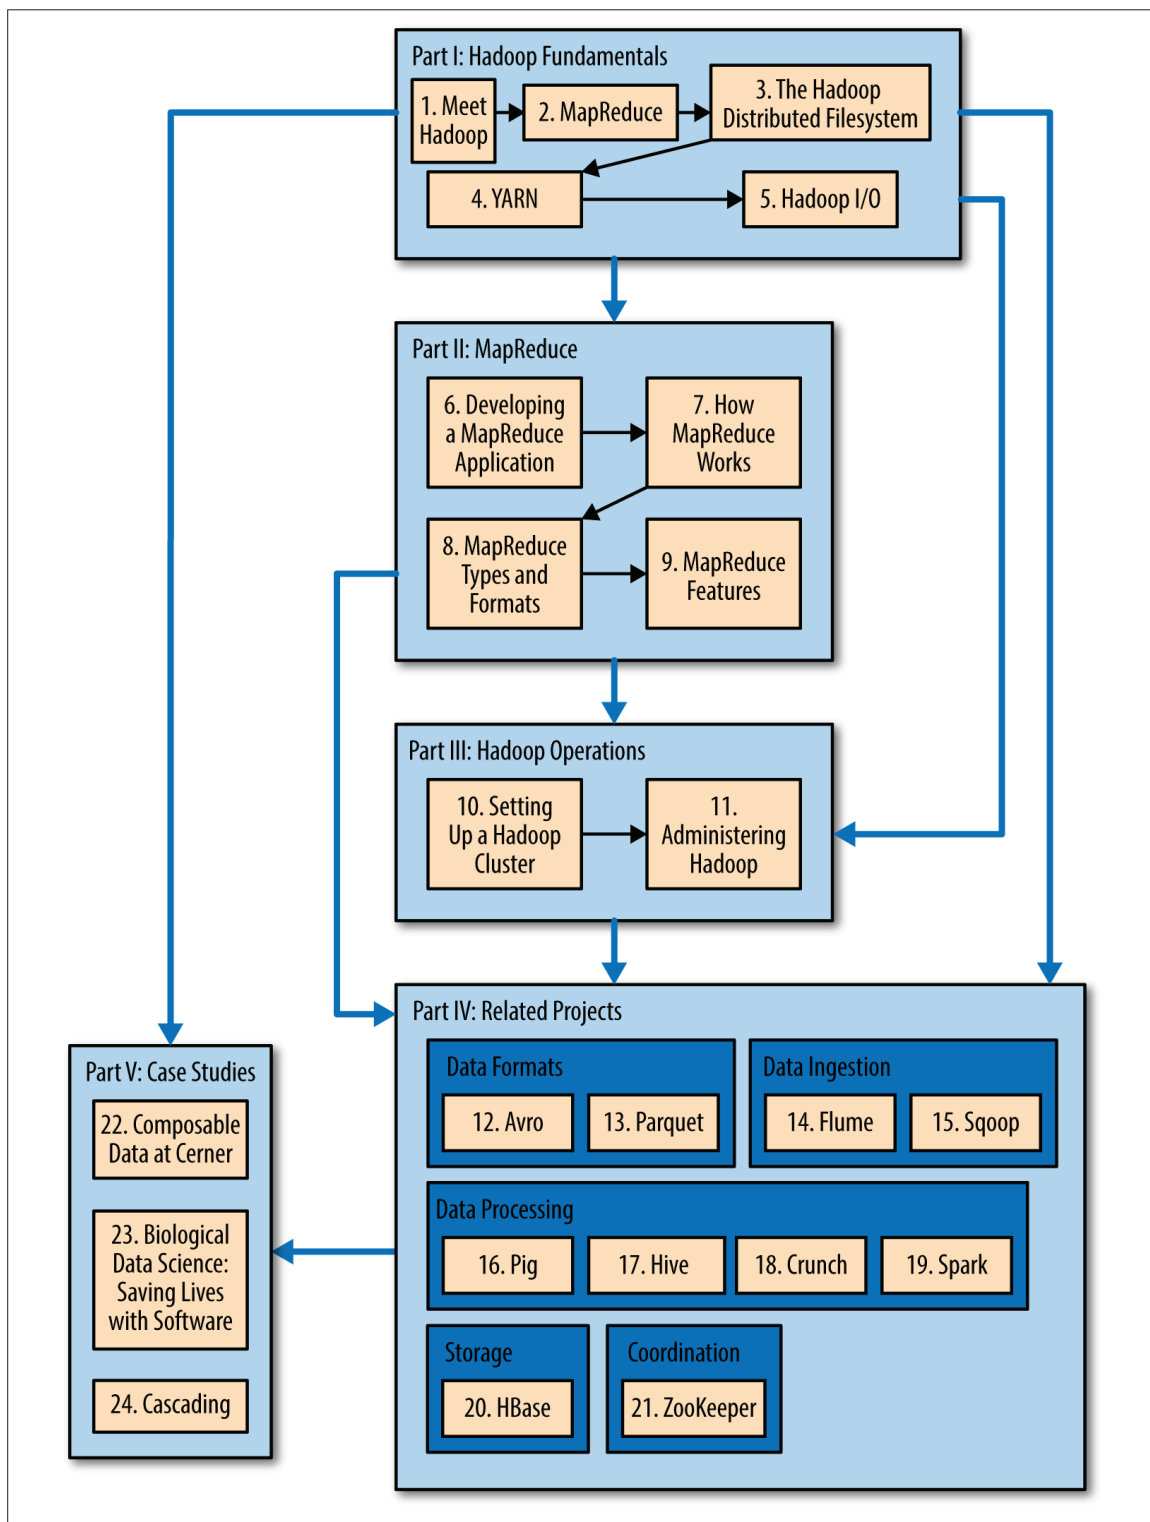 Part I: Hadoop Fundamentals
1. Meet
Hadoop
2. MapReduce
3. The Hadoop
Distributed Filesystem
4. YARN
5. Hadoop I/O
Part II: MapReduce
6. Developing
a MapReduce
Application
7. How
MapReduce
Works
8. MapReduce
Types and
Formats
9. MapReduce
Features
Part III: Hadoop Operations
10. Setting
Up a Hadoop
Cluster
11.
Administering
Hadoop
Part IV: Related Projects
Data Formats
12. Avro
13. Parquet
Data Ingestion
14. Flume
15. Sqoop
Data Processing
16. Pig
17. Hive
18. Crunch
19. Spark
Storage
20. HBase
Coordination
21. ZooKeeper
Part V: Case Studies
22. Composable
Data at Cerner
23. Biological
Data Science:
Saving Lives
with Software
24. Cascading